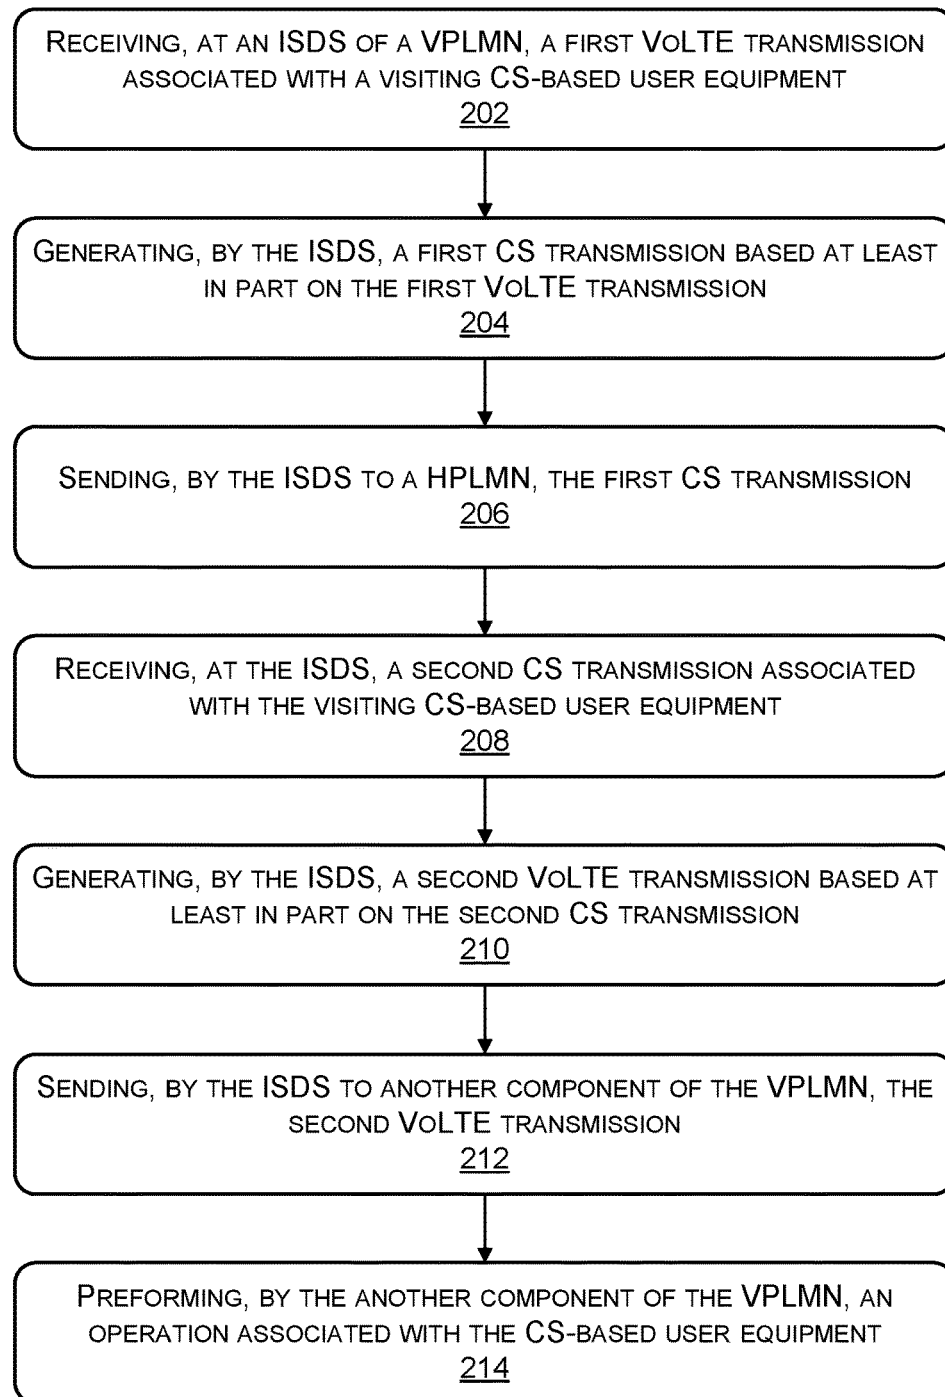 RECEIVING, AT AN ISDS OF A VPLMN, A FIRST VOLTE TRANSMISSION
ASSOCIATED WITH A VISITING CS-BASED USER EQUIPMENT
202
GENERATING, BY THE ISDS, A FIRST CS TRANSMISSION BASED AT LEAST
IN PART ON THE FIRST VOLTE TRANSMISSION
204
SENDING, BY THE ISDS TO A HPLMN, THE FIRST CS TRANSMISSION
206
RECEIVING, AT THE ISDS, A SECOND CS TRANSMISSION ASSOCIATED
WITH THE VISITING CS-BASED USER EQUIPMENT
208
GENERATING, BY THE ISDS, A SECOND VOLTE TRANSMISSION BASED AT
LEAST IN PART ON THE SECOND CS TRANSMISSION
210
SENDING, BY THE ISDS TO ANOTHER COMPONENT OF THE VPLMN, THE
SECOND VOLTE TRANSMISSION
212
PREFORMING, BY THE ANOTHER COMPONENT OF THE VPLMN, AN
OPERATION ASSOCIATED WITH THE CS-BASED USER EQUIPMENT
214